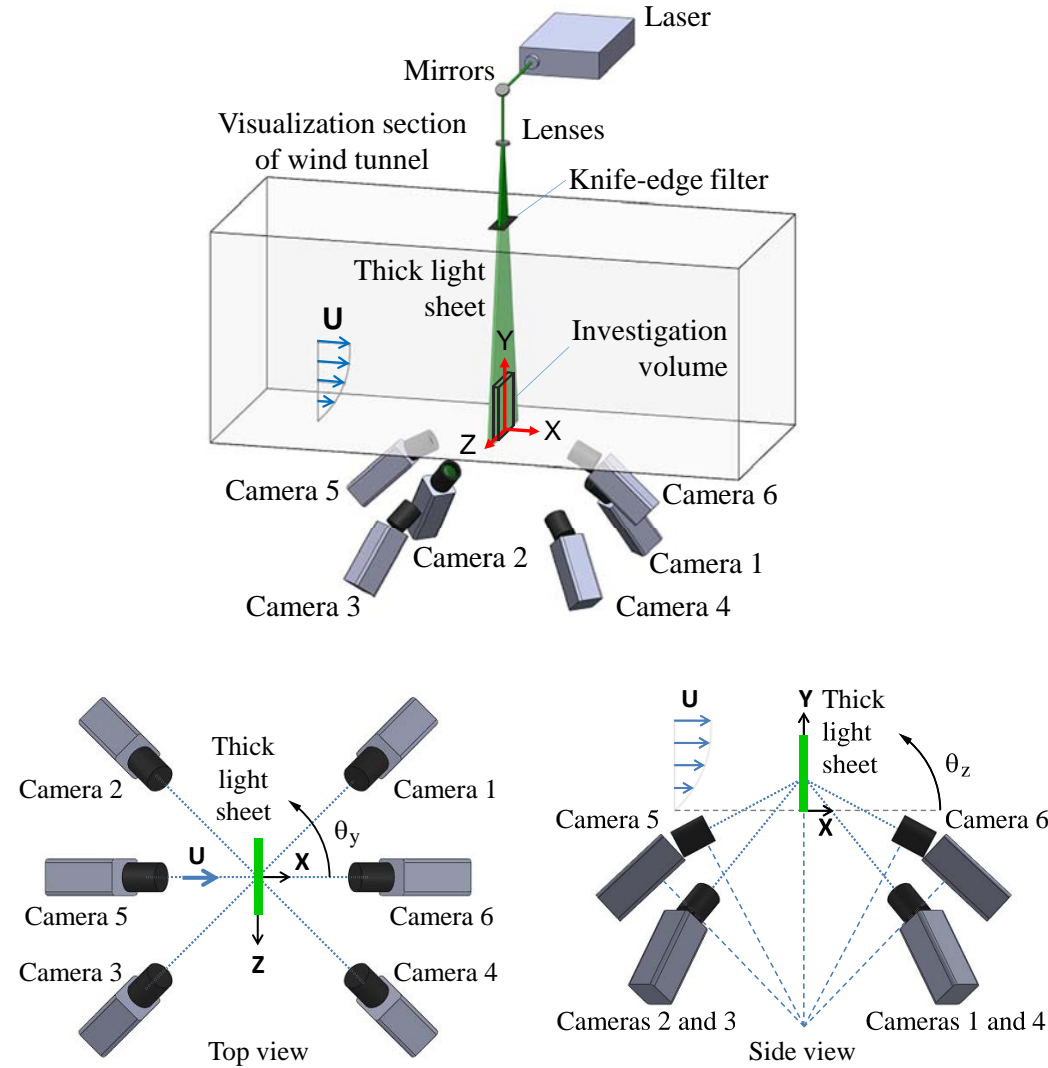 Laser
Mirrors
Lenses
Visualization section
of wind tunnel
Knife-edge filter
Thick light
sheet
U
Y
Investigation
volume
X
Z
Camera 5
Camera 6
Camera 2
Camera 1
Camera 3
Camera 4
Camera 2
Thick
light
sheet
Camera 1
θy
U
X
Camera 5
Camera 6
Z
Camera 3
Camera 4
Top view
U
Y
Thick
light
sheet
θz
Camera 5
X
Camera 6
Cameras 2 and 3
Cameras 1 and 4
Side view